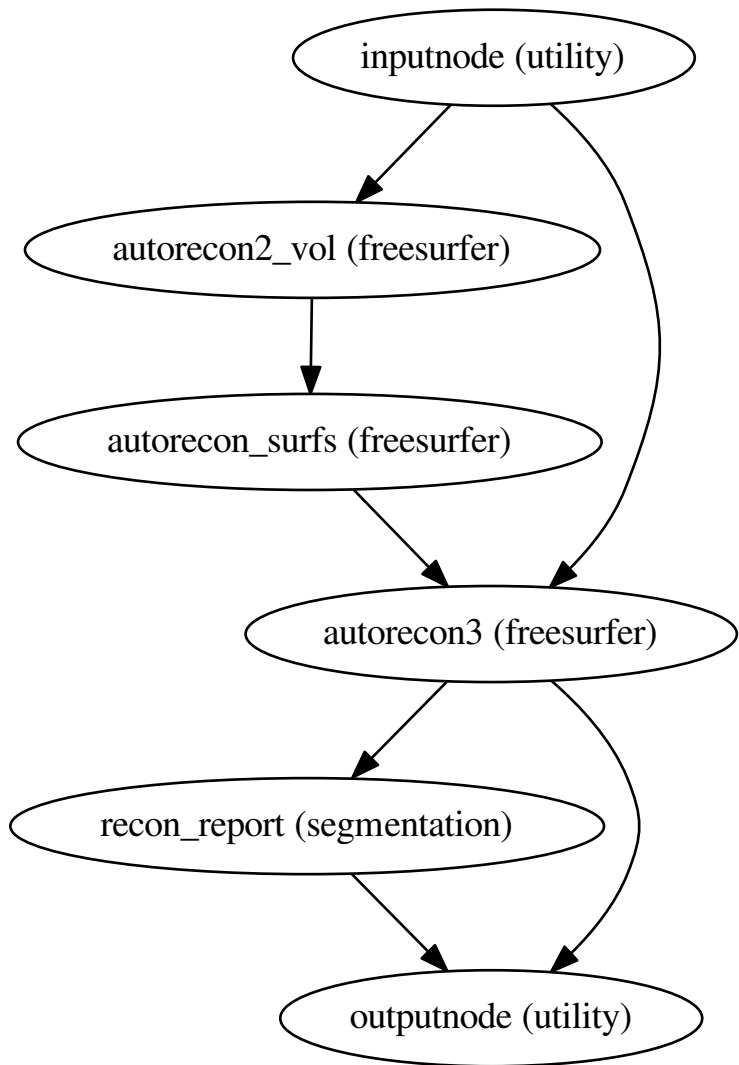 inputnode (utility)
autorecon2_vol (freesurfer)
autorecon_surfs (freesurfer)
autorecon3 (freesurfer)
recon_report (segmentation)
outputnode (utility)